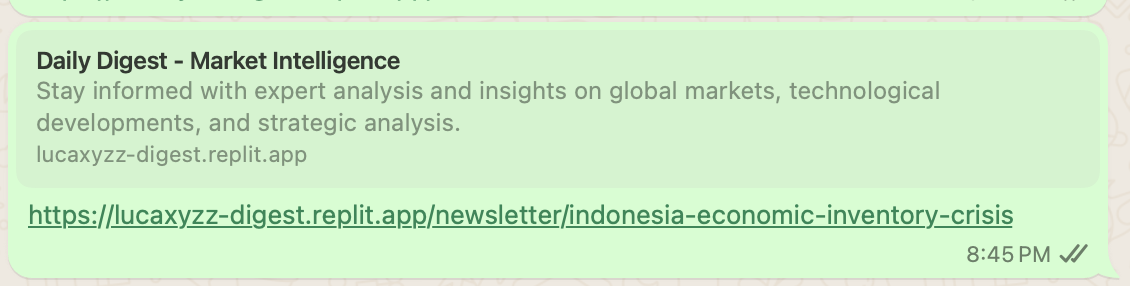 Daily Digest - Market Intelligence
Stay informed with expert analysis and insights on global markets, technological
developments, and strategic analysis.
lucaxyzz-digest.replit.app
https://lucaxyzz-digest.replit.app/newsletter/indonesia-economic-inventory-crisis
8:45 PM